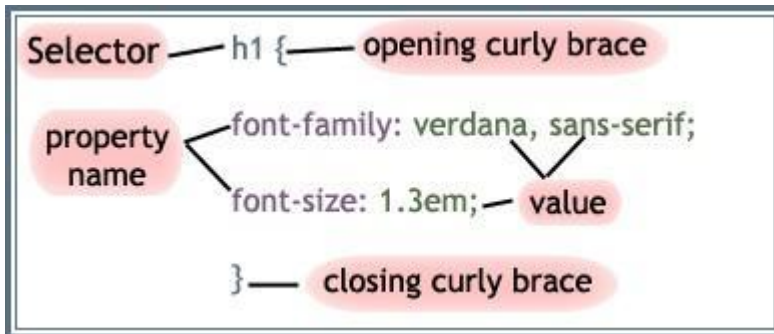 Selector h1 { opening curly brace
property name font-family: verdana, sans-serif;
font-size: 1.3em; value
} closing curly brace